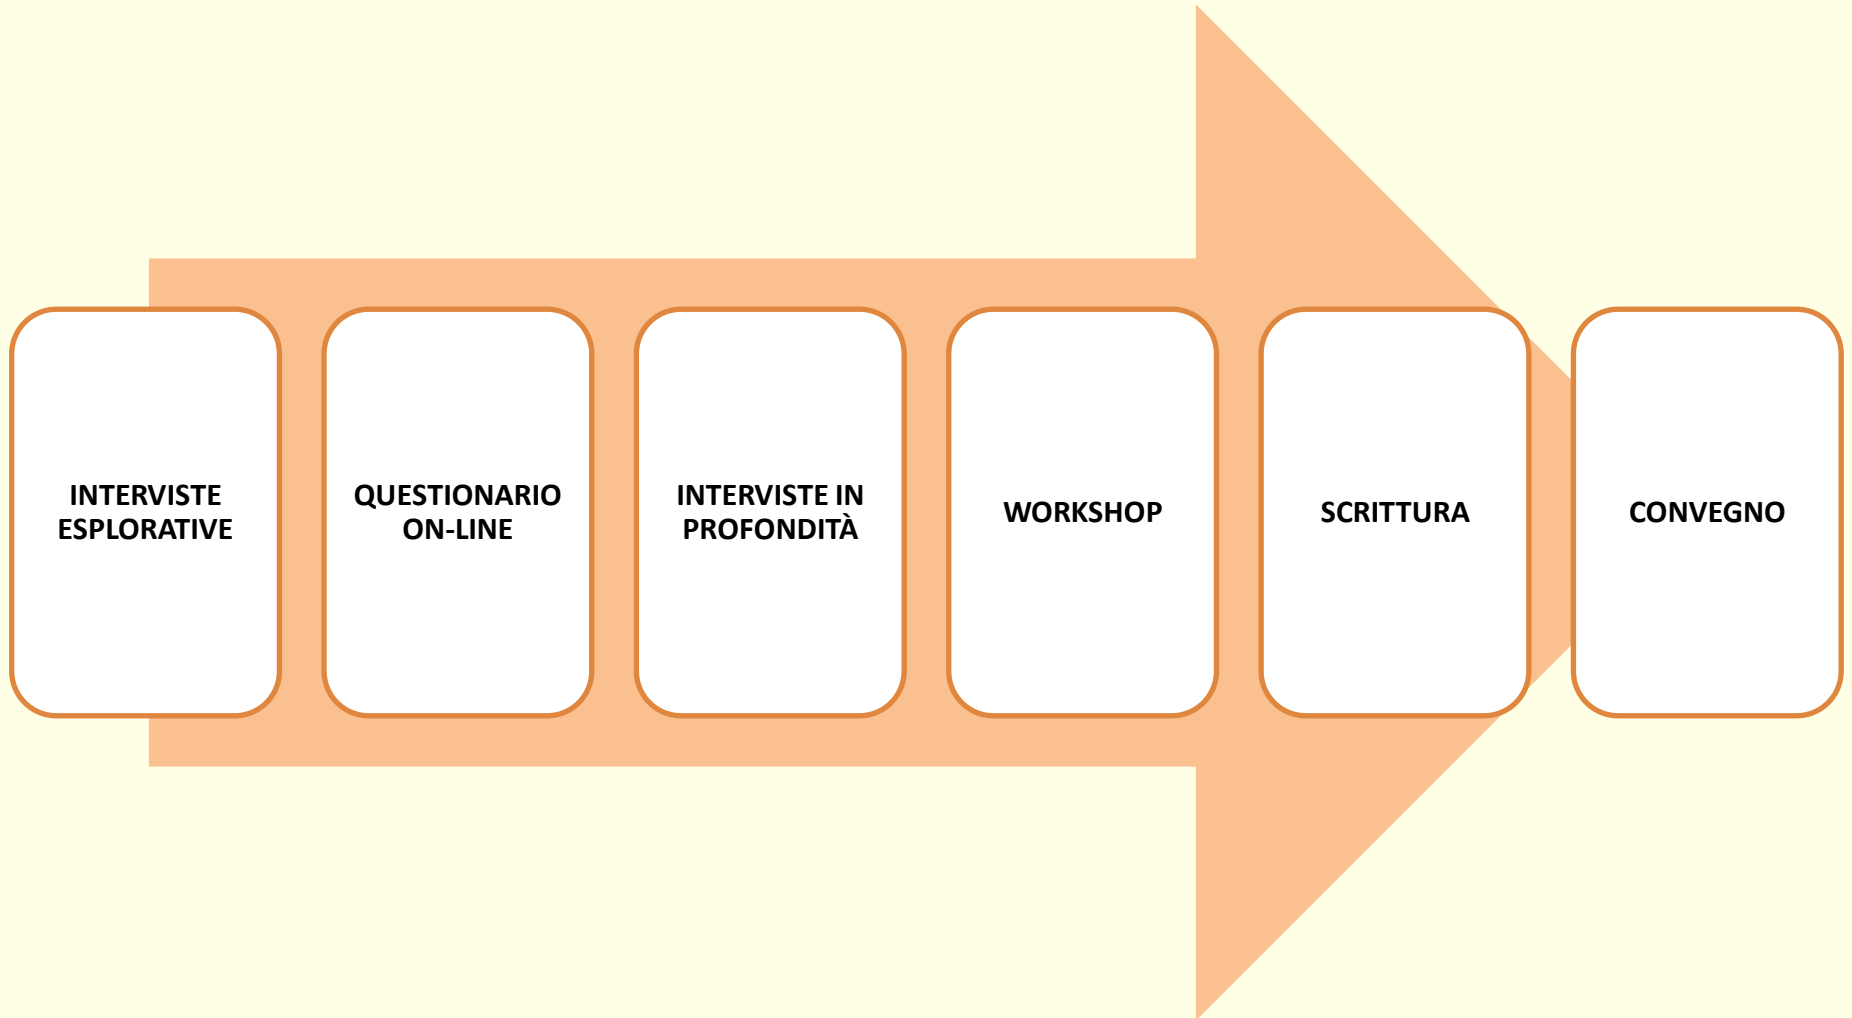 INTERVISTE
ESPLORATIVE
QUESTIONARIO
ON-LINE
INTERVISTE IN
PROFONDITÀ
WORKSHOP
SCRITTURA
CONVEGNO